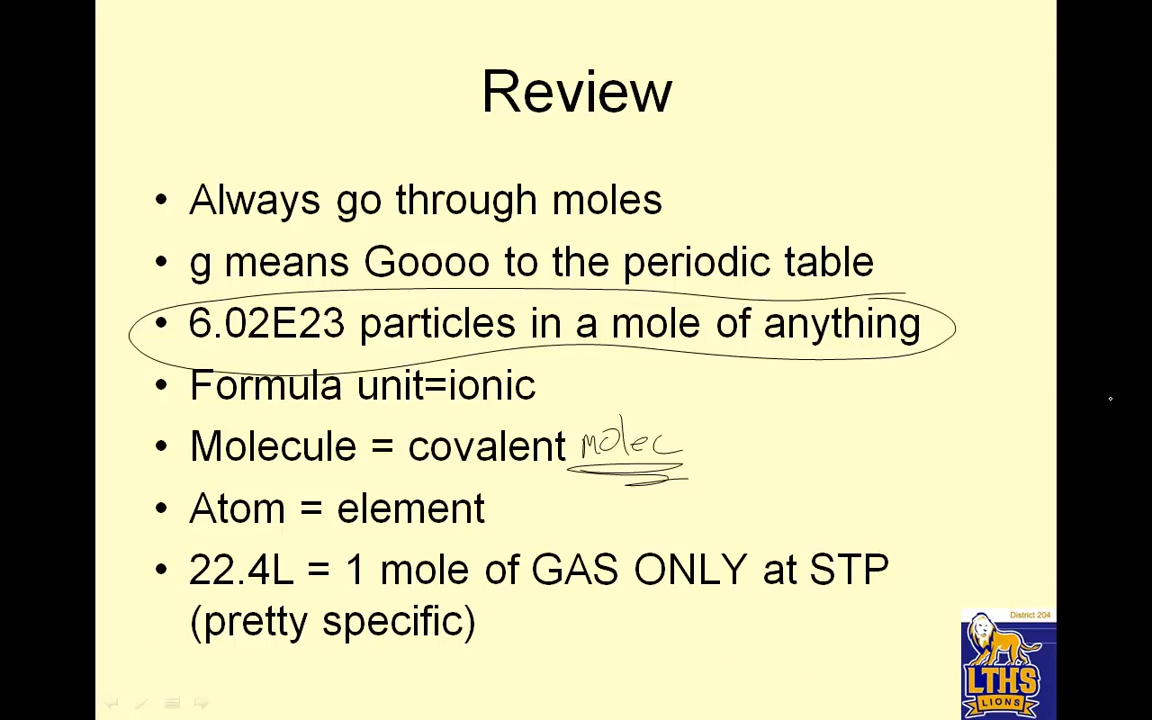 Review
• Always go through moles
• g means Goooo to the periodic table
• 6.02E23 particles in a mole of anything
• Formula unit=ionic
• Molecule = covalent molec
• Atom = element
• 22.4L = 1 mole of GAS ONLY at STP
(pretty specific)
District 204
LTHS
LIONS